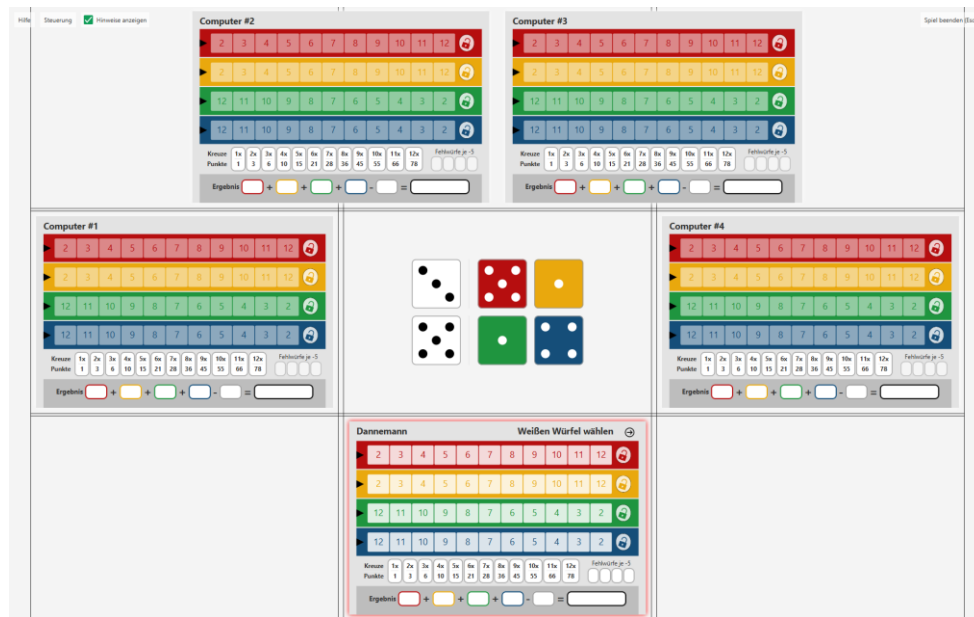 Hilfe Steuerung Hinweise anzeigen
Spiel beenden (Esc
Computer #2
2 3 4 5 6 7 8 9 10 11 12
2 3 4 5 6 7 8 9 10 11 12
12 11 10 9 8 7 6 5 4 3 2
12 11 10 9 8 7 6 5 4 3 2
Kreuze 1x 2x 3x 4x 5x 6x 7x 8x 9x 10x 11x 12x Fehlwürfe je -5
Punkte 1 3 6 10 15 21 28 36 45 55 66 78
Ergebnis + + + - =
Computer #3
2 3 4 5 6 7 8 9 10 11 12
2 3 4 5 6 7 8 9 10 11 12
12 11 10 9 8 7 6 5 4 3 2
12 11 10 9 8 7 6 5 4 3 2
Kreuze 1x 2x 3x 4x 5x 6x 7x 8x 9x 10x 11x 12x Fehlwürfe je -5
Punkte 1 3 6 10 15 21 28 36 45 55 66 78
Ergebnis + + + - =
Computer #1
2 3 4 5 6 7 8 9 10 11 12
2 3 4 5 6 7 8 9 10 11 12
12 11 10 9 8 7 6 5 4 3 2
12 11 10 9 8 7 6 5 4 3 2
Kreuze 1x 2x 3x 4x 5x 6x 7x 8x 9x 10x 11x 12x Fehlwürfe je -5
Punkte 1 3 6 10 15 21 28 36 45 55 66 78
Ergebnis + + + - =
Computer #4
2 3 4 5 6 7 8 9 10 11 12
2 3 4 5 6 7 8 9 10 11 12
12 11 10 9 8 7 6 5 4 3 2
12 11 10 9 8 7 6 5 4 3 2
Kreuze 1x 2x 3x 4x 5x 6x 7x 8x 9x 10x 11x 12x Fehlwürfe je -5
Punkte 1 3 6 10 15 21 28 36 45 55 66 78
Ergebnis + + + - =
Dannemann Weißen Würfel wählen
2 3 4 5 6 7 8 9 10 11 12
2 3 4 5 6 7 8 9 10 11 12
12 11 10 9 8 7 6 5 4 3 2
12 11 10 9 8 7 6 5 4 3 2
Kreuze 1x 2x 3x 4x 5x 6x 7x 8x 9x 10x 11x 12x Fehlwürfe je -5
Punkte 1 3 6 10 15 21 28 36 45 55 66 78
Ergebnis + + + - =